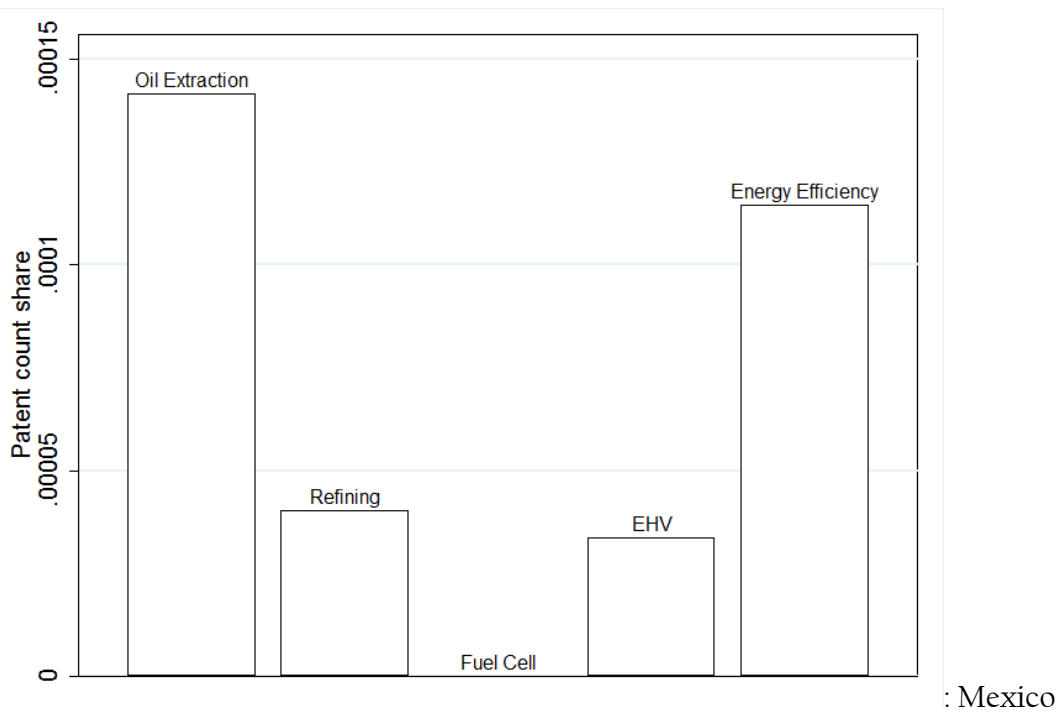 .00015
Oil Extraction
Energy Efficiency
.0001
Patent count share
.00005
Refining
EHV
Fuel Cell
0
: Mexico